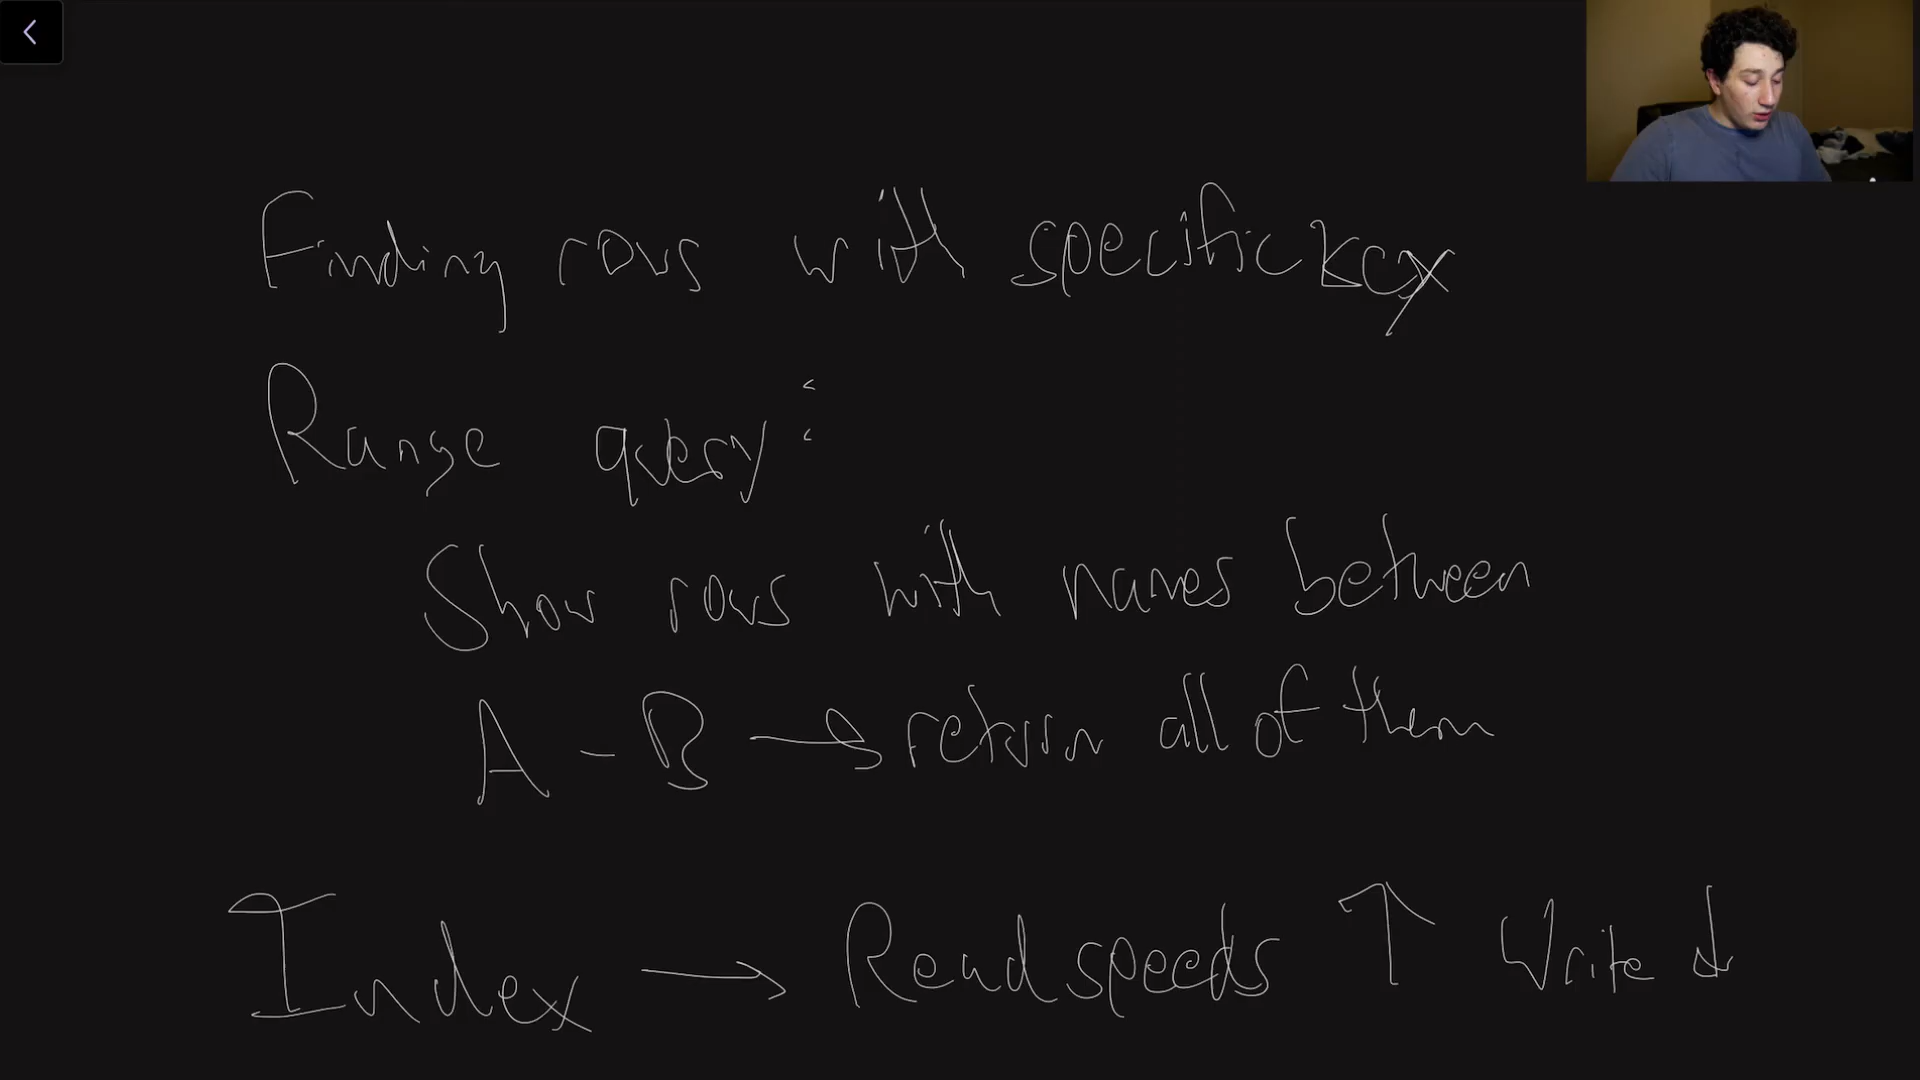 Finding rows with specific key
Range query:
Show rows with names between
A - B → return all of them
Index → Read speeds ↑ Write ↓